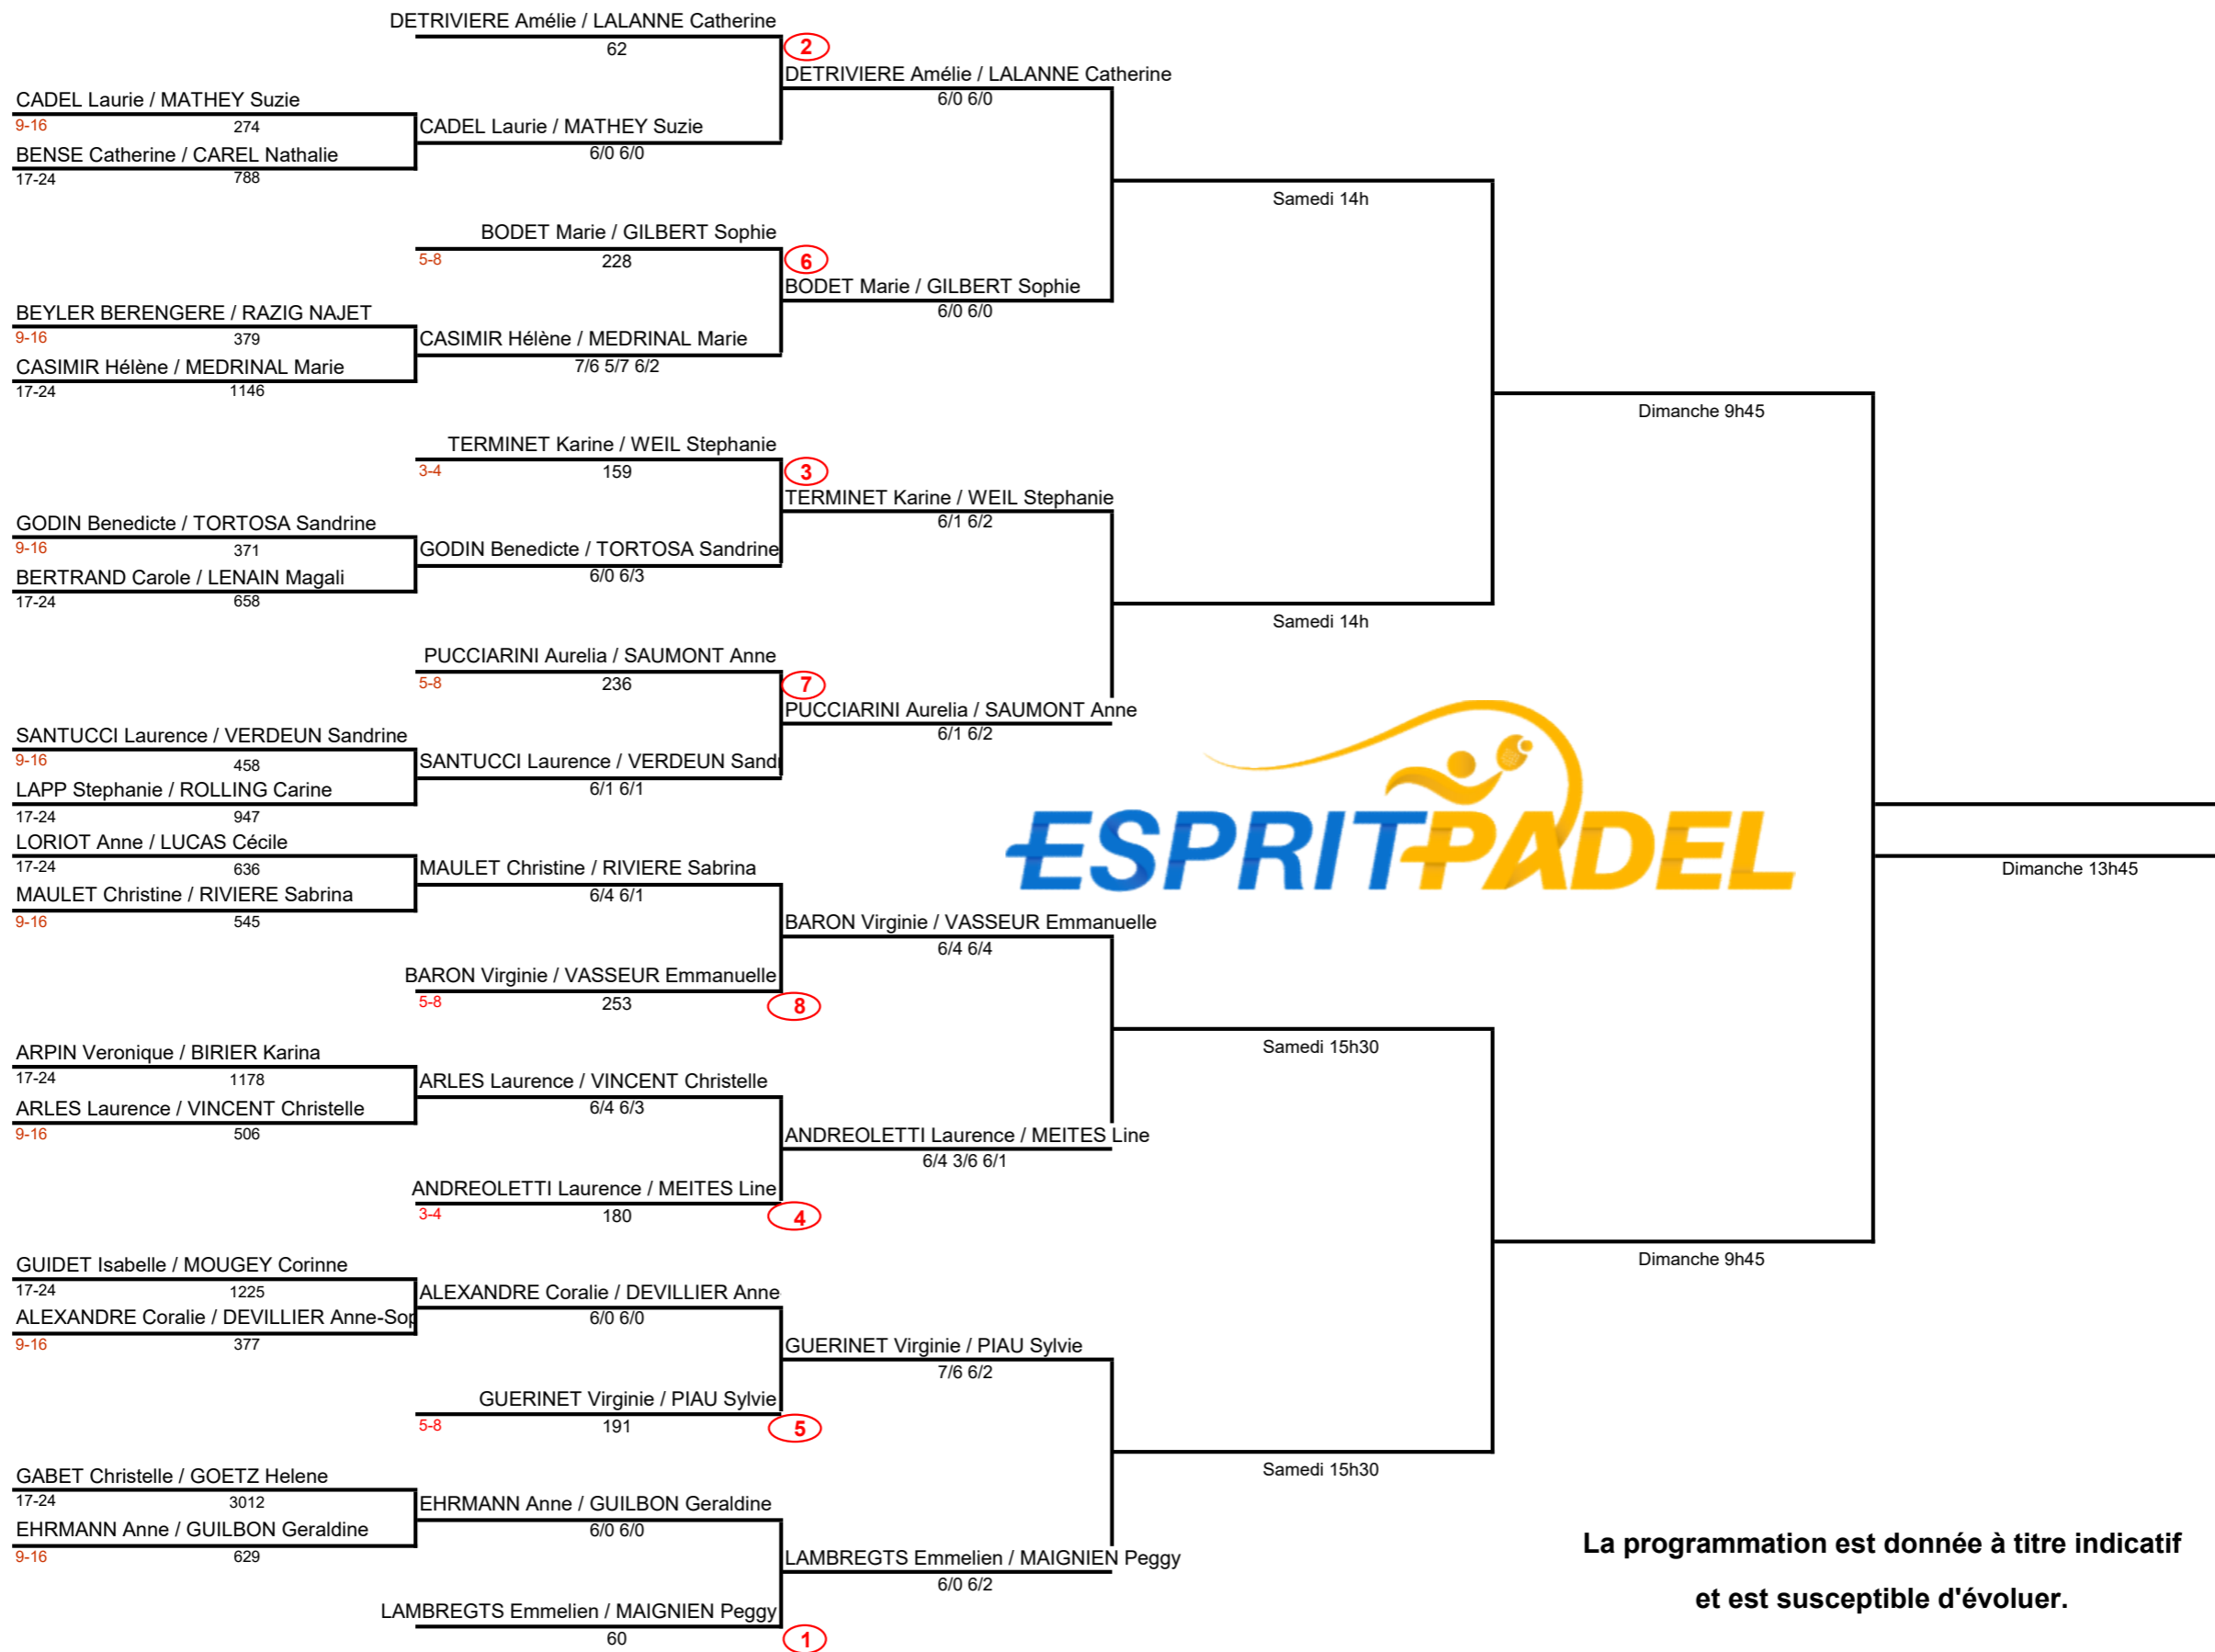 DETRIVIERE Amélie / LALANNE Catherine
62
2
DETRIVIERE Amélie / LALANNE Catherine
6/0 6/0
CADEL Laurie / MATHEY Suzie
9-16 274
CADEL Laurie / MATHEY Suzie
6/0 6/0
BENSE Catherine / CAREL Nathalie
17-24 788
Samedi 14h
BODET Marie / GILBERT Sophie
5-8 228
6
BODET Marie / GILBERT Sophie
6/0 6/0
BEYLER BERENGERE / RAZIG NAJET
9-16 379
CASIMIR Hélène / MEDRINAL Marie
7/6 5/7 6/2
CASIMIR Hélène / MEDRINAL Marie
17-24 1146
Dimanche 9h45
TERMINET Karine / WEIL Stephanie
3-4 159
3
TERMINET Karine / WEIL Stephanie
6/1 6/2
GODIN Benedicte / TORTOSA Sandrine
9-16 371
GODIN Benedicte / TORTOSA Sandrine
6/0 6/3
BERTRAND Carole / LENAIN Magali
17-24 658
Samedi 14h
PUCCIARINI Aurelia / SAUMONT Anne
5-8 236
7
PUCCIARINI Aurelia / SAUMONT Anne
6/1 6/2
SANTUCCI Laurence / VERDEUN Sandrine
9-16 458
SANTUCCI Laurence / VERDEUN Sand
6/1 6/1
LAPP Stephanie / ROLLING Carine
17-24 947
ESPRIT PADEL
LORIOT Anne / LUCAS Cécile
17-24 636
MAULET Christine / RIVIERE Sabrina
6/4 6/1
MAULET Christine / RIVIERE Sabrina
9-16 545
Dimanche 13h45
BARON Virginie / VASSEUR Emmanuelle
6/4 6/4
BARON Virginie / VASSEUR Emmanuelle
5-8 253
8
Samedi 15h30
ARPIN Veronique / BIRIER Karina
17-24 1178
ARLES Laurence / VINCENT Christelle
6/4 6/3
ARLES Laurence / VINCENT Christelle
9-16 506
ANDREOLETTI Laurence / MEITES Line
6/4 3/6 6/1
ANDREOLETTI Laurence / MEITES Line
3-4 180
4
Dimanche 9h45
GUIDET Isabelle / MOUGEY Corinne
17-24 1225
ALEXANDRE Coralie / DEVILLIER Anne
6/0 6/0
ALEXANDRE Coralie / DEVILLIER Anne-Sop
9-16 377
GUERINET Virginie / PIAU Sylvie
7/6 6/2
GUERINET Virginie / PIAU Sylvie
5-8 191
5
Samedi 15h30
GABET Christelle / GOETZ Helene
17-24 3012
EHRMANN Anne / GUILBON Geraldine
6/0 6/0
EHRMANN Anne / GUILBON Geraldine
9-16 629
LAMBREGTS Emmelien / MAIGNIEN Peggy
6/0 6/2
LAMBREGTS Emmelien / MAIGNIEN Peggy
60
1
La programmation est donnée à titre indicatif
et est susceptible d'évoluer.